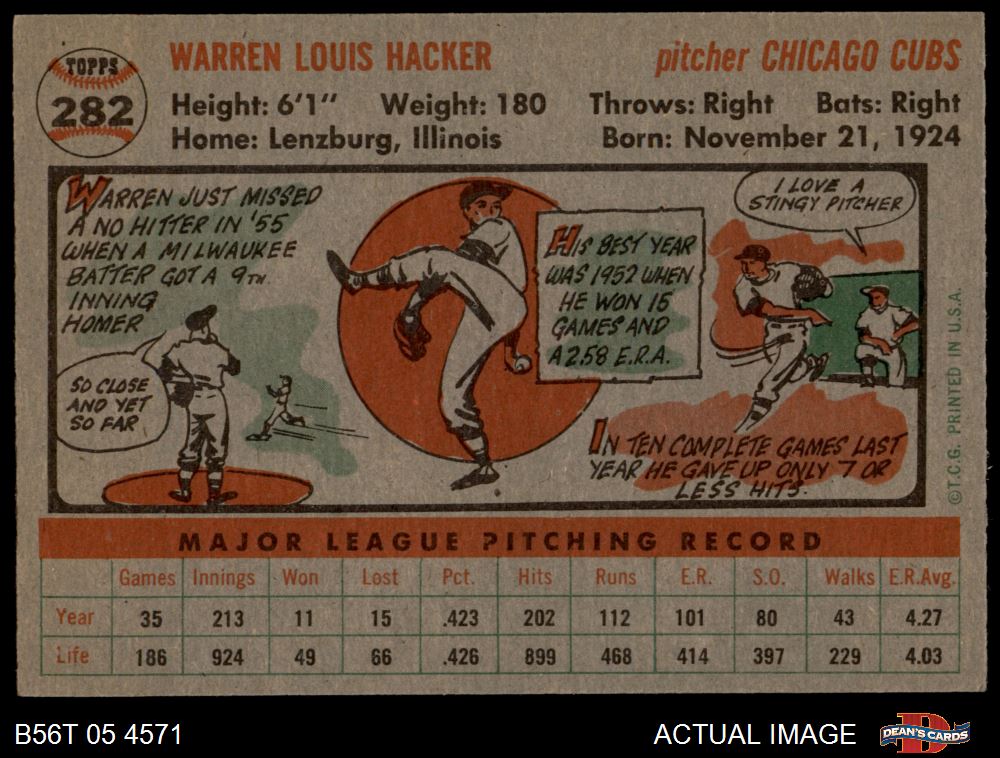 TOPPS
282
WARREN LOUIS HACKER
pitcher CHICAGO CUBS
Height: 6'1" Weight: 180 Throws: Right Bats: Right
Home: Lenzburg, Illinois Born: November 21, 1924
WARREN JUST MISSED
A NO HITTER IN '55
WHEN A MILWAUKEE
BATTER GOT A 9TH
INNING
HOMER
SO CLOSE
AND YET
SO FAR
HIS BEST YEAR
WAS 1952 WHEN
HE WON 15
GAMES AND
A 2.58 E.R.A.
I LOVE A
STINGY PITCHER
IN TEN COMPLETE GAMES LAST
YEAR HE GAVE UP ONLY 7 OR
LESS HITS.
©T.C.G. PRINTED IN U.S.A.
MAJOR LEAGUE PITCHING RECORD
Games Innings Won Lost Pct. Hits Runs E.R. S.O. Walks E.R.Avg.
Year 35 213 11 15 .423 202 112 101 80 43 4.27
Life 186 924 49 66 .426 899 468 414 397 229 4.03
B56T 05 4571
ACTUAL IMAGE
DEAN'S CARDS